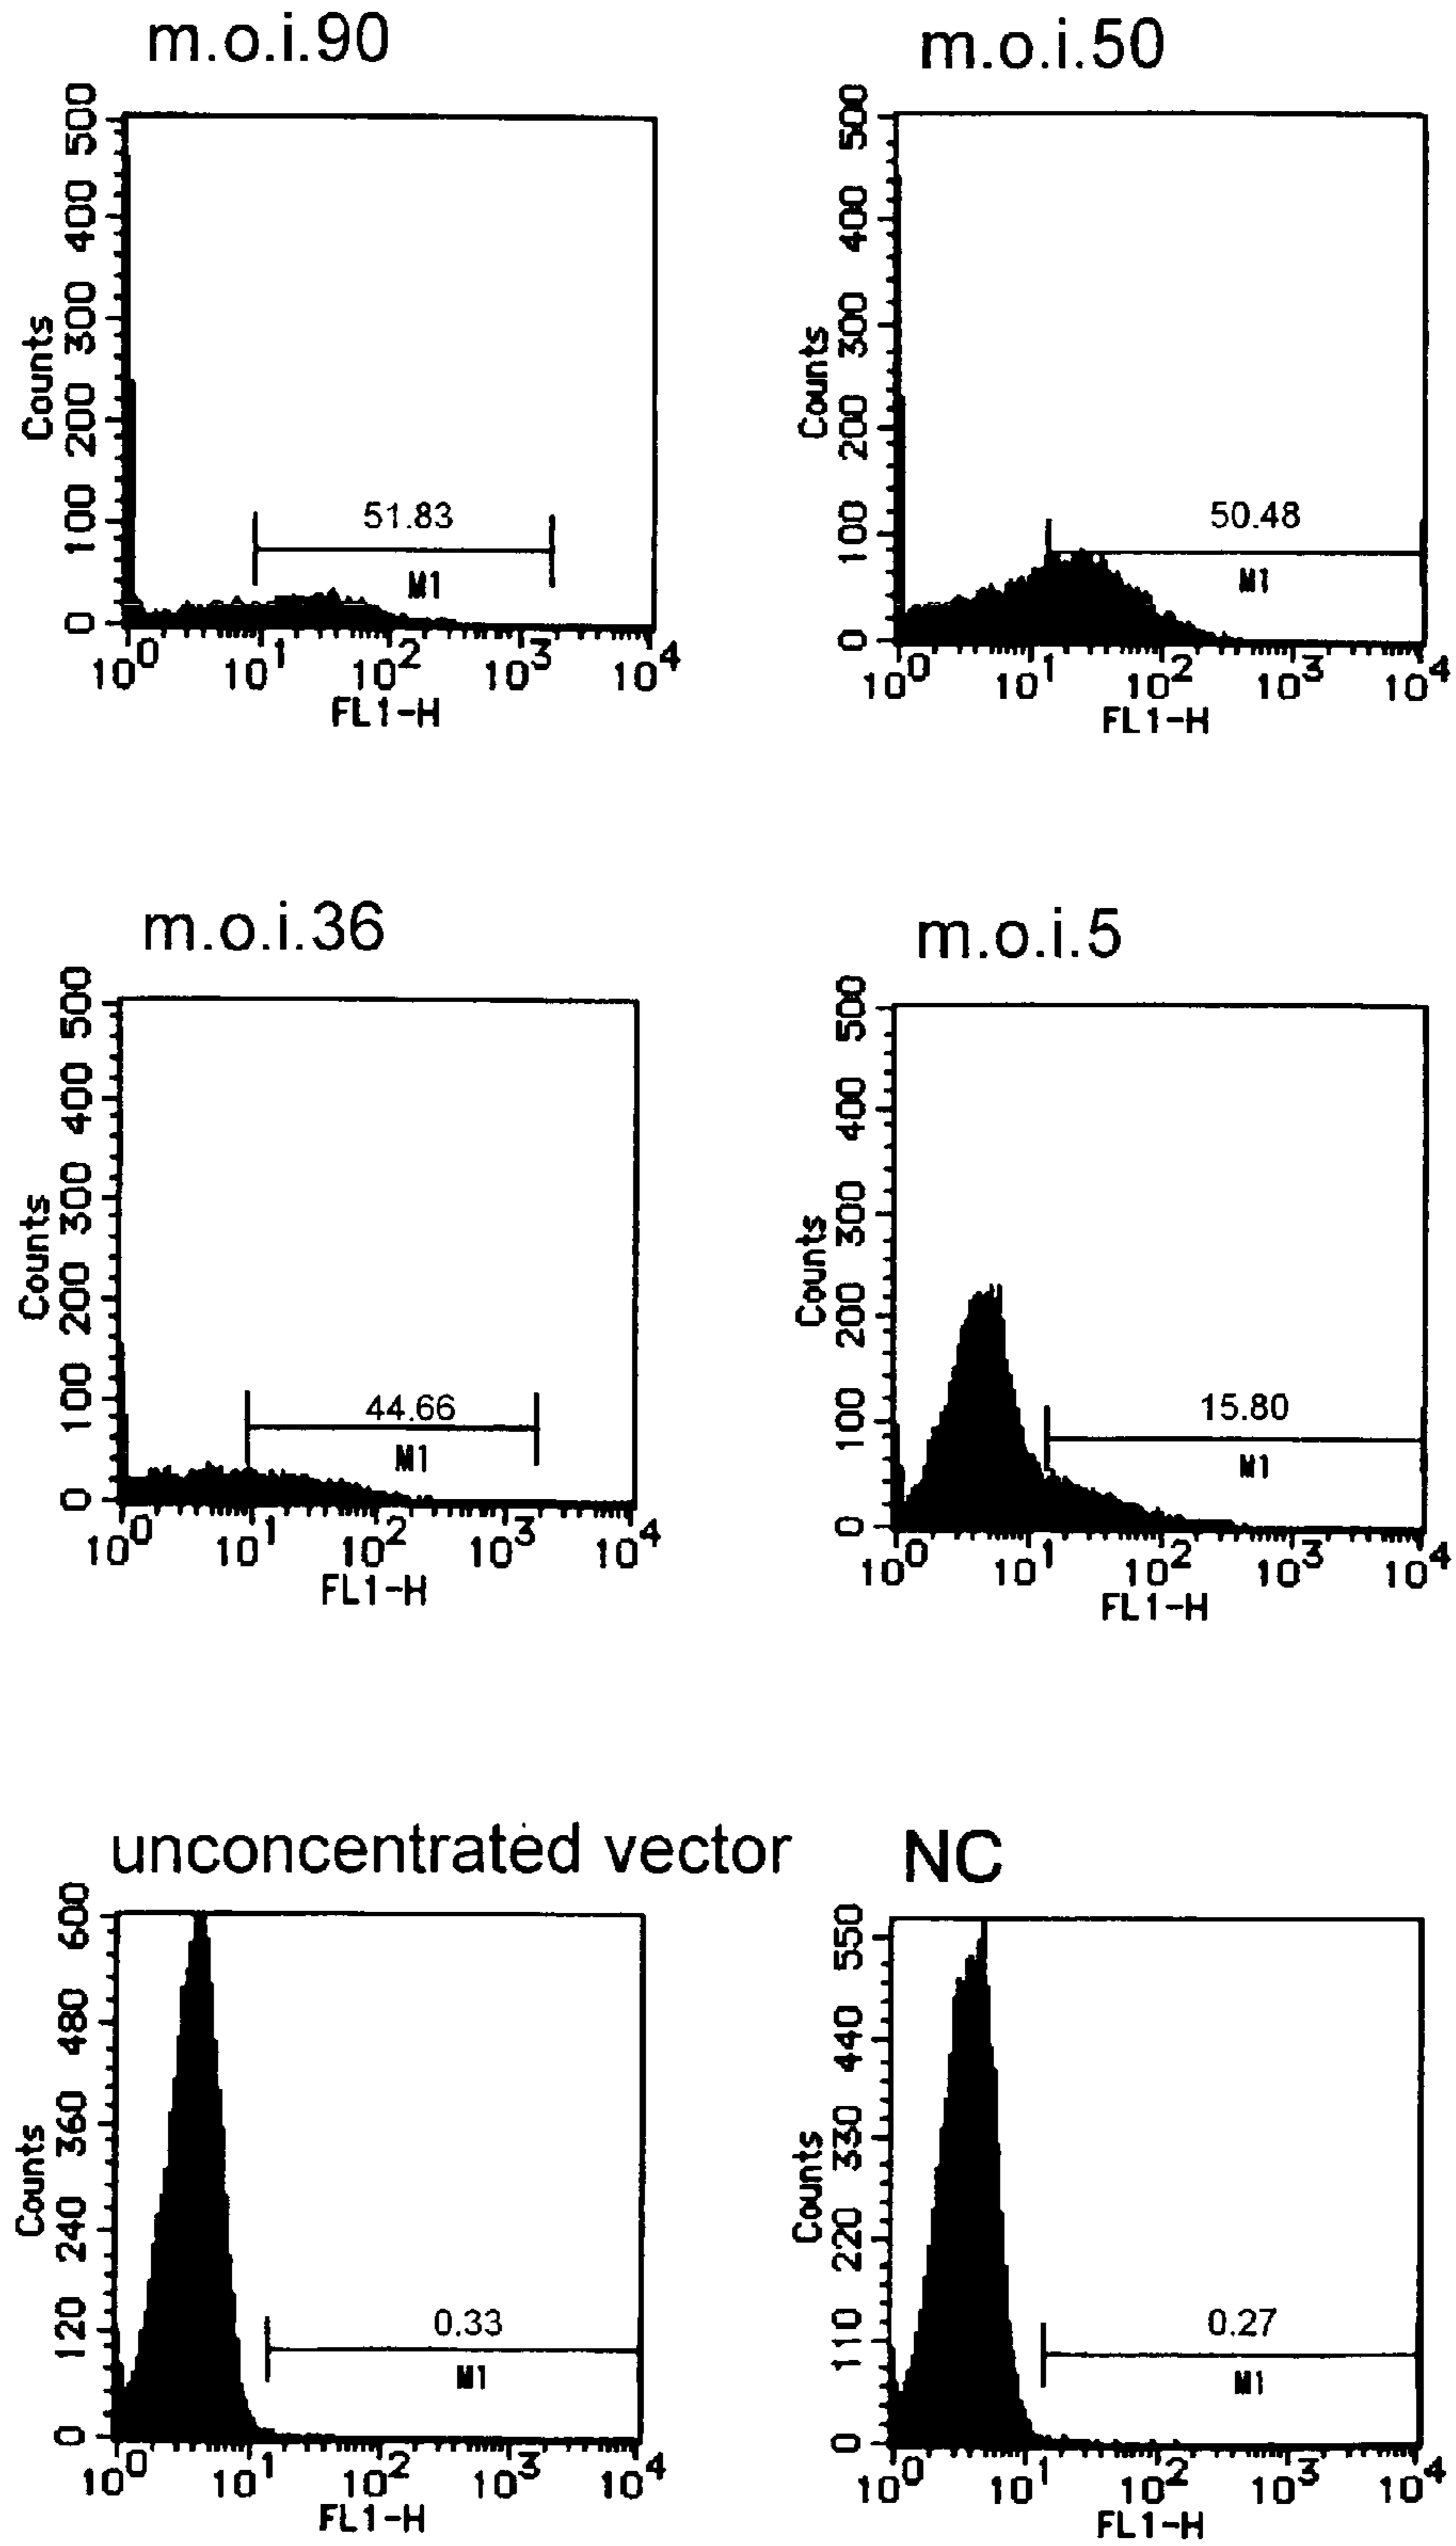 m.o.i.90
500
400
300
200
100
0
Counts
51.83
M1
10^0 10^1 10^2 10^3 10^4
FL1-H
m.o.i.50
500
400
300
200
100
0
Counts
50.48
M1
10^0 10^1 10^2 10^3 10^4
FL1-H
m.o.i.36
500
400
300
200
100
0
Counts
44.66
M1
10^0 10^1 10^2 10^3 10^4
FL1-H
m.o.i.5
500
400
300
200
100
0
Counts
15.80
M1
10^0 10^1 10^2 10^3 10^4
FL1-H
unconcentrated vector
600
480
360
240
120
0
Counts
0.33
M1
10^0 10^1 10^2 10^3 10^4
FL1-H
NC
550
440
330
220
110
0
Counts
0.27
M1
10^0 10^1 10^2 10^3 10^4
FL1-H